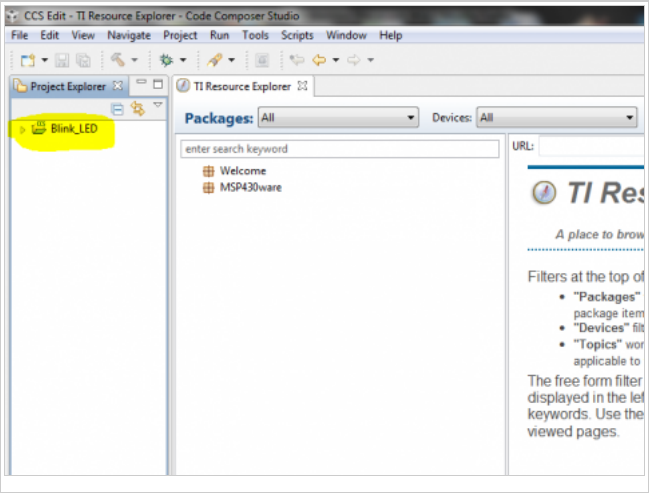 CCS Edit - TI Resource Explorer - Code Composer Studio
File Edit View Navigate Project Run Tools Scripts Window Help
Project Explorer
TI Resource Explorer
Packages: All Devices: All
enter search keyword
URL:
Blink_LED
Welcome
MSP430ware
TI Res
A place to brow
Filters at the top of
• "Packages"
package item
• "Devices" filt
• "Topics" wor
applicable to
The free form filter
displayed in the lef
keywords. Use the
viewed pages.